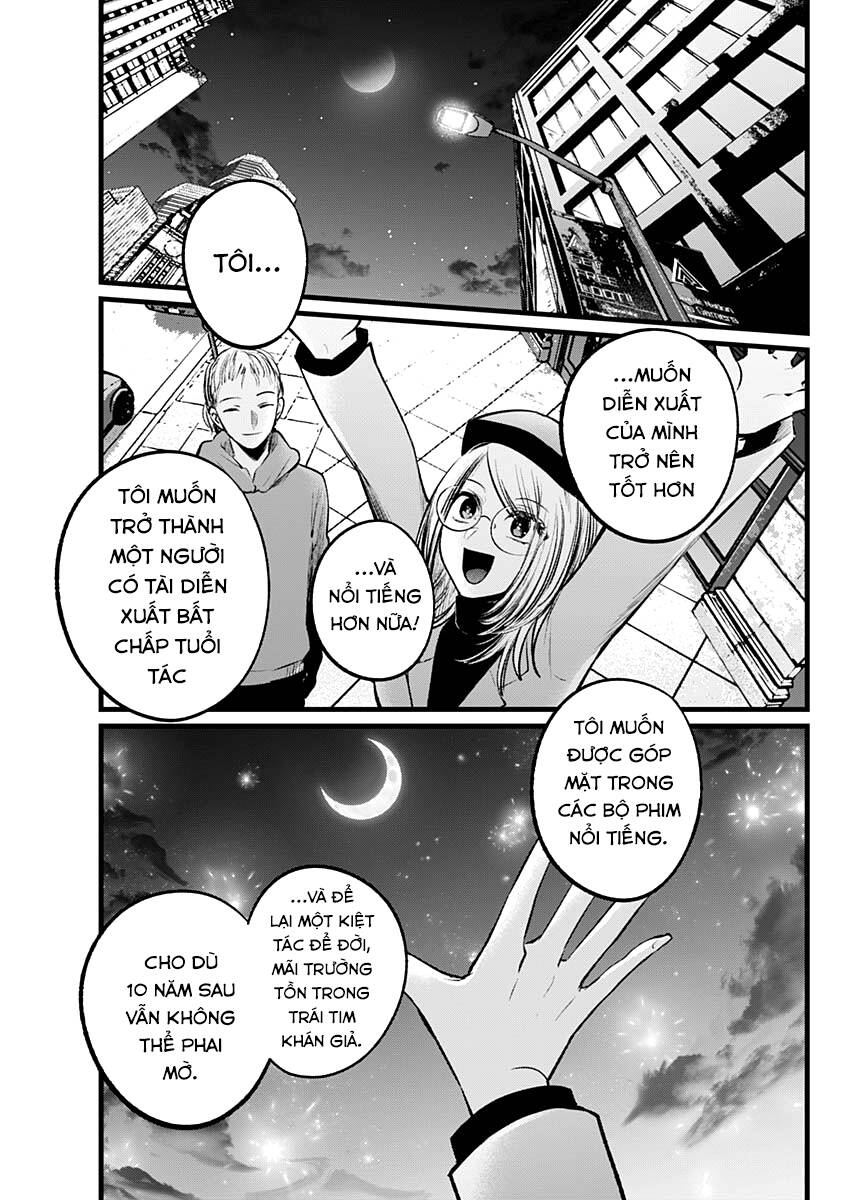 TÔI...
...MUỐN
DIỄN XUẤT
CỦA MÌNH
TRỞ NÊN
TỐT HƠN
...VÀ
NỔI TIẾNG
HƠN NỮA!
TÔI MUỐN
TRỞ THÀNH
MỘT NGƯỜI
CÓ TÀI DIỄN
XUẤT BẤT
CHẤP TUỔI
TÁC
TÔI MUỐN
ĐƯỢC GÓP
MẶT TRONG
CÁC BỘ PHIM
NỔI TIẾNG.
...VÀ ĐỂ
LẠI MỘT KIỆT
TÁC ĐỂ ĐỜI,
MÃI TRƯỜNG
TỒN TRONG
TRÁI TIM
KHÁN GIẢ.
CHO DÙ
10 NĂM SAU
VẪN KHÔNG
THỂ PHAI
MỜ.